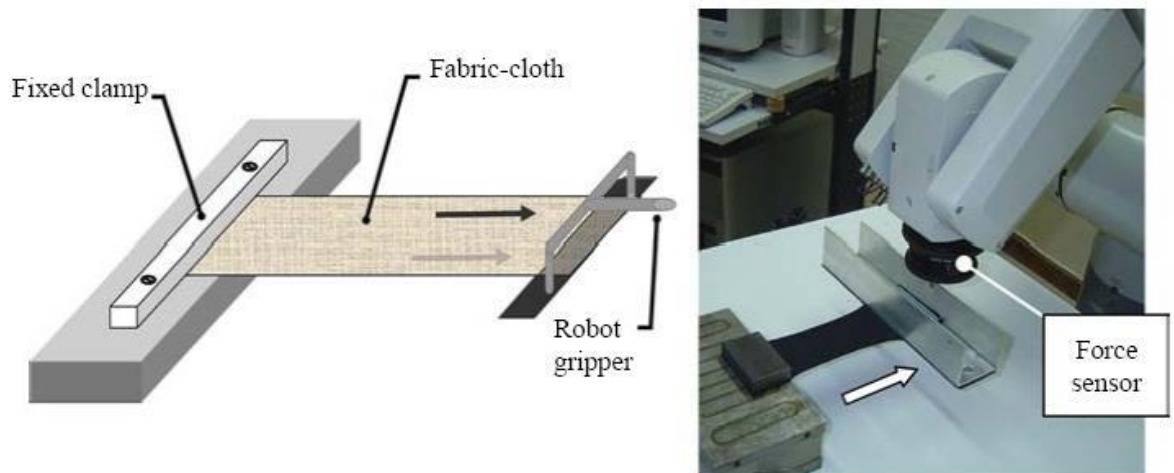 Fixed clamp
Fabric-cloth
Robot
gripper
Force
sensor